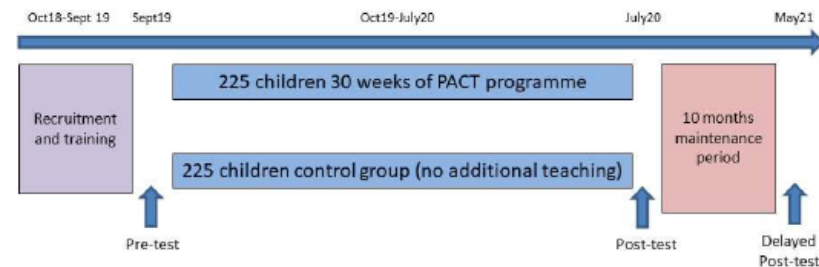 Oct18-Sept 19 Sept19 Oct19-July20 July20 May21
225 children 30 weeks of PACT programme
Recruitment
and training
10 months
maintenance
period
225 children control group (no additional teaching)
Pre-test
Post-test
Delayed
Post-test